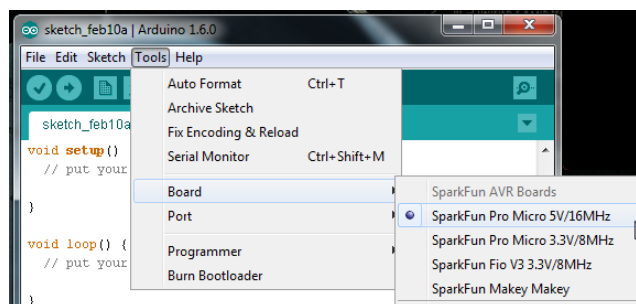 sketch_feb10a | Arduino 1.6.0
File Edit Sketch Tools Help
Auto Format Ctrl+T
Archive Sketch
Fix Encoding & Reload
Serial Monitor Ctrl+Shift+M
Board
Port
Programmer
Burn Bootloader
sketch_feb10a
void setup()
// put your
}
void loop() {
// put your
}
SparkFun AVR Boards
SparkFun Pro Micro 5V/16MHz
SparkFun Pro Micro 3.3V/8MHz
SparkFun Fio V3 3.3V/8MHz
SparkFun Makey Makey